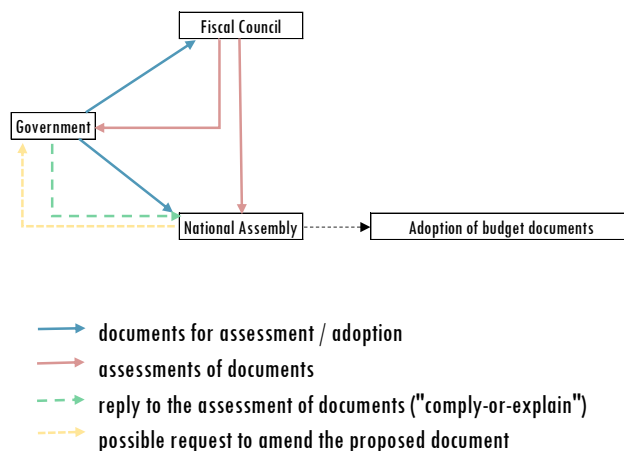 Fiscal Council
Government
National Assembly
Adoption of budget documents
documents for assessment / adoption
assessments of documents
reply to the assessment of documents ("comply-or-explain")
possible request to amend the proposed document